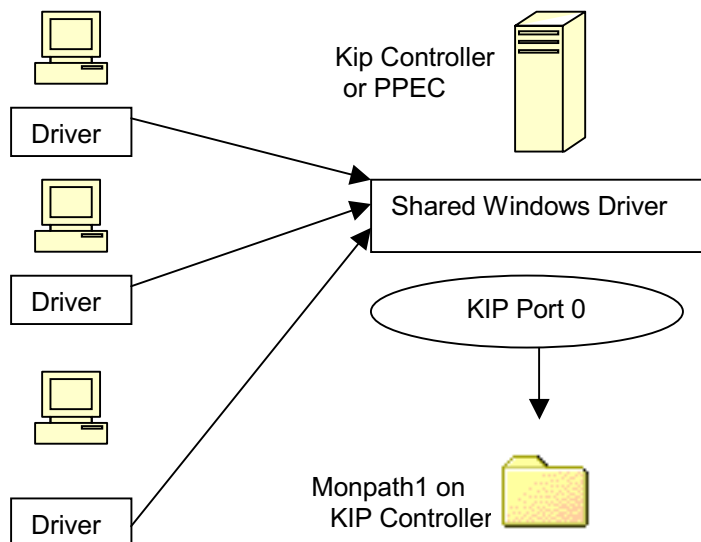 Kip Controller
or PPEC
Driver
Shared Windows Driver
Driver
KIP Port 0
Monpath1 on
KIP Controller
Driver